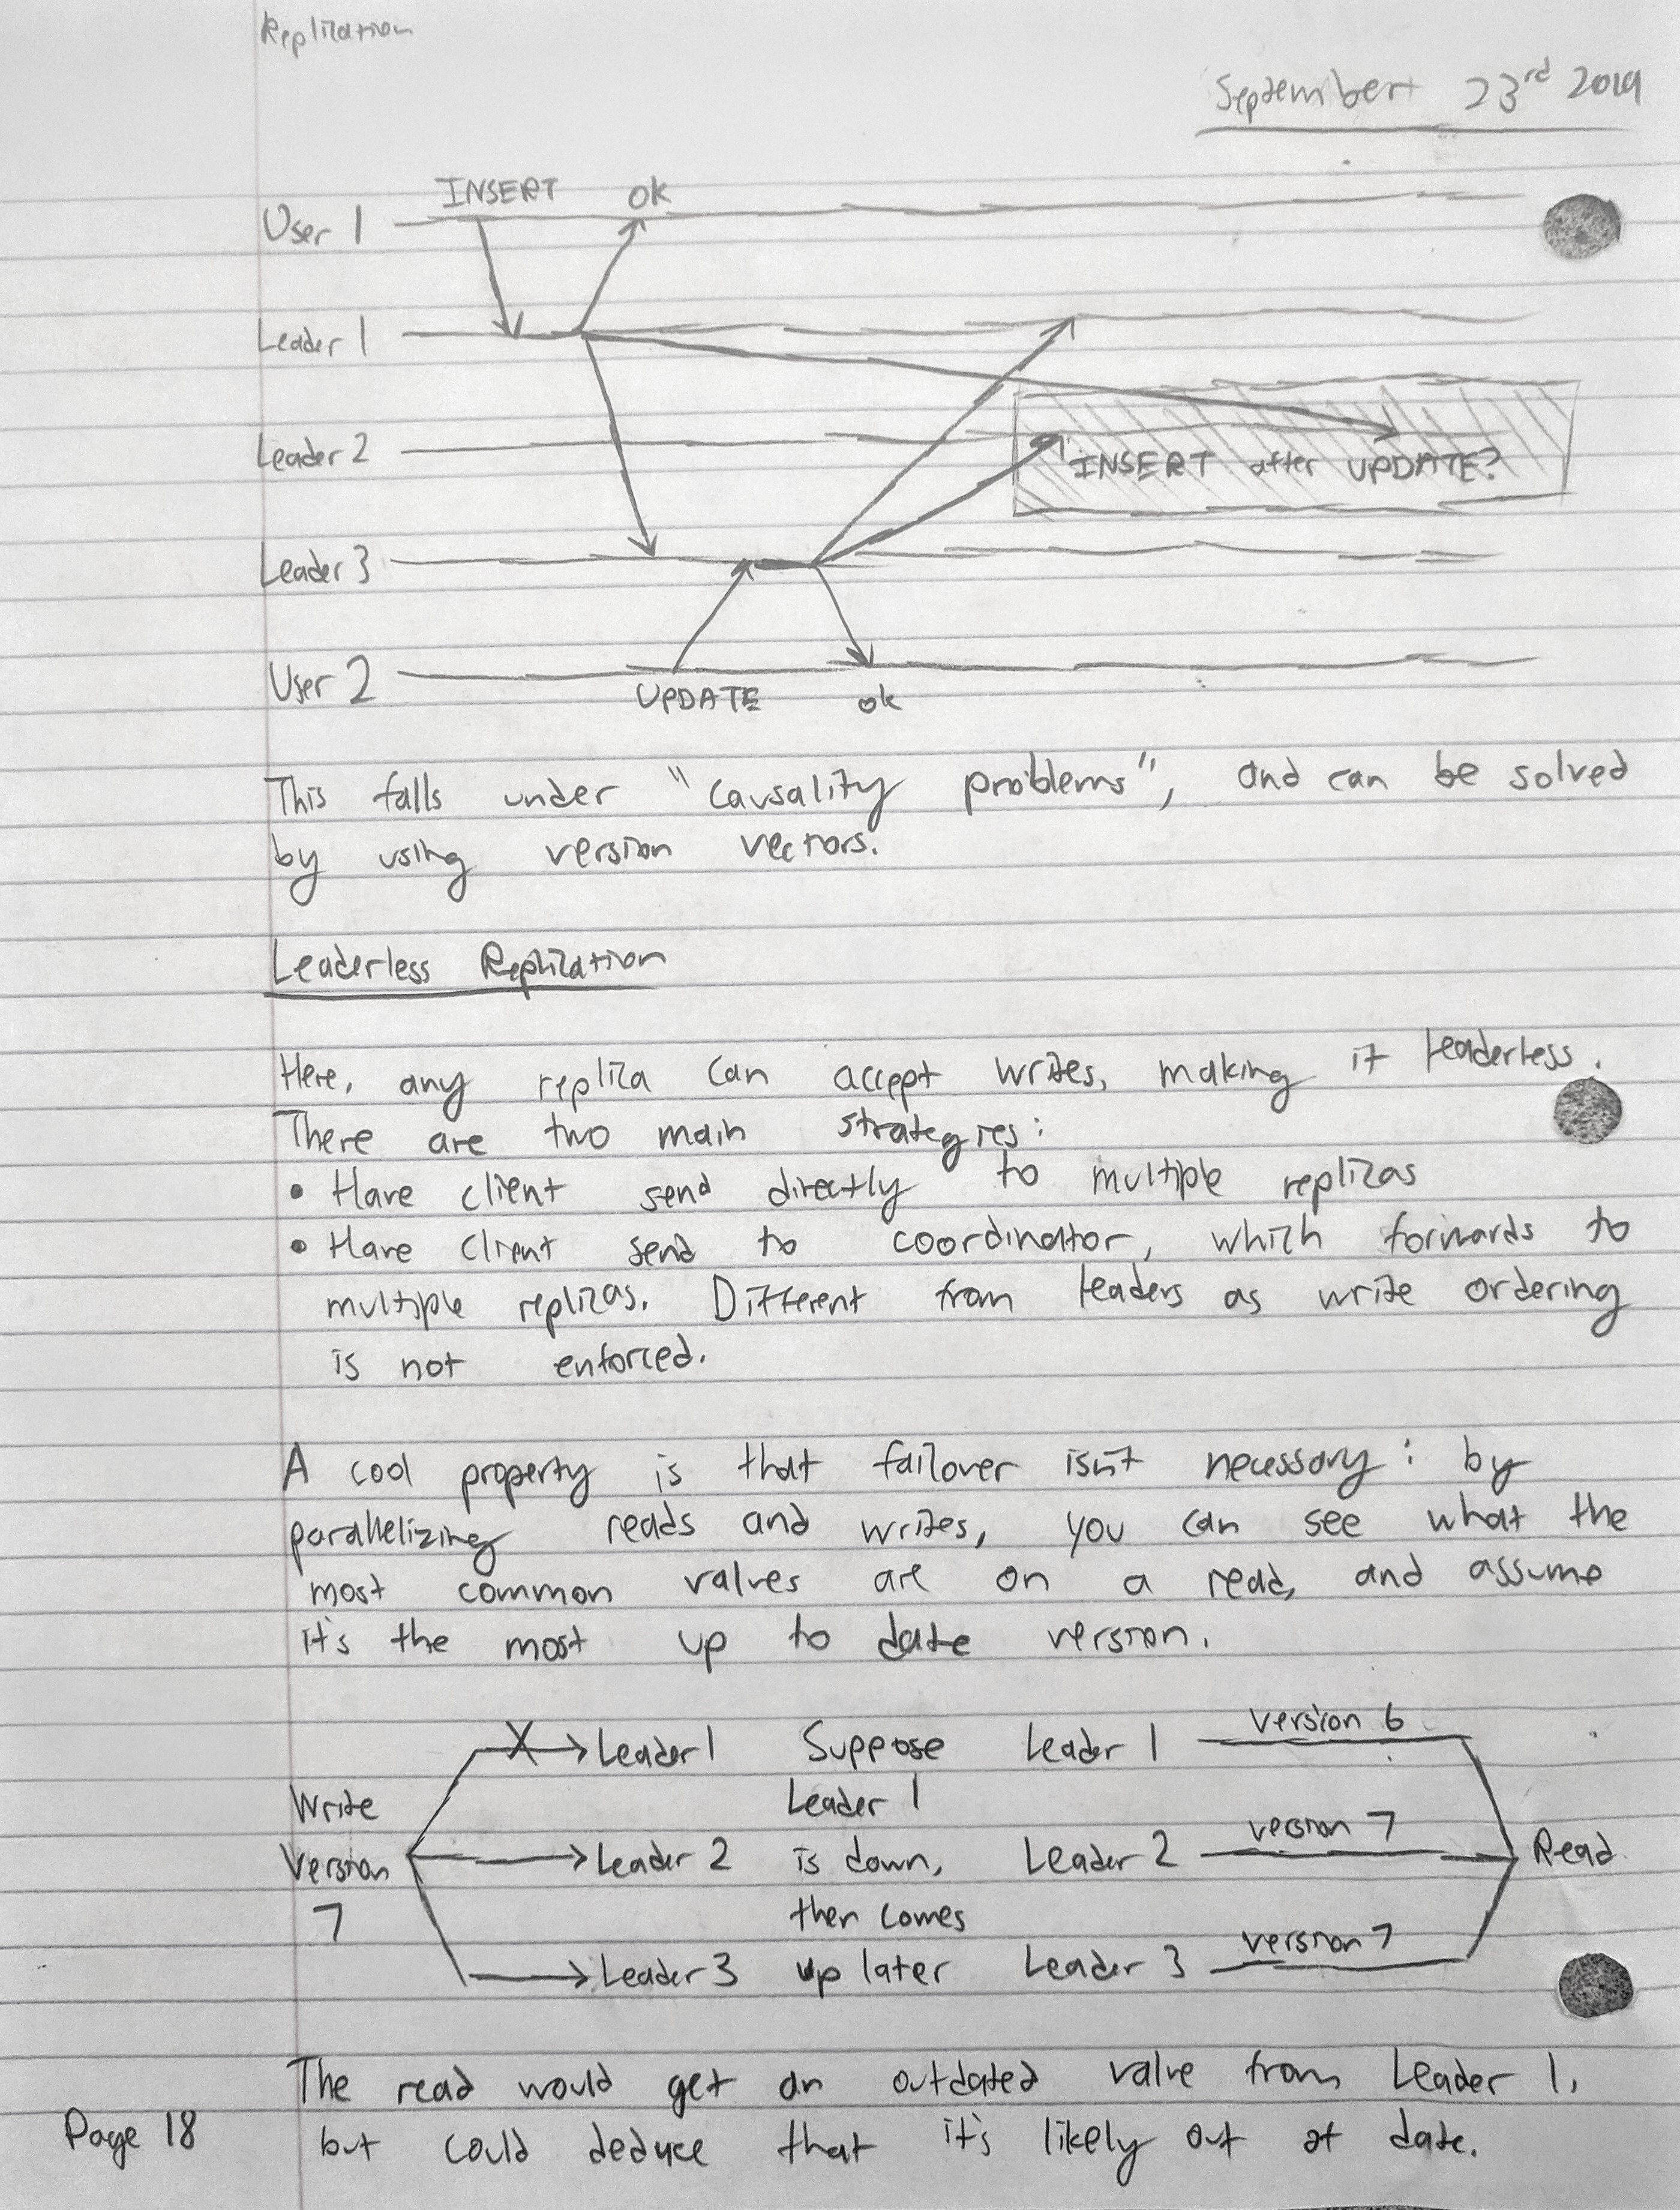 Replication
September 23rd 2019
INSERT ok
User 1
Leader 1
Leader 2
INSERT after UPDATE?
Leader 3
User 2
UPDATE ok
This falls under "causality problems", and can be solved
by using version vectors.
Leaderless Replication
Here, any replica can accept writes, making it leaderless.
There are two main strategies:
• Have client send directly to multiple replicas
• Have client send to coordinator, which forwards to
multiple replicas. Different from leaders as write ordering
is not enforced.
A cool property is that failover isn't necessary: by
parallelizing reads and writes, you can see what the
most common values are on a read, and assume
it's the most up to date version.
X Leader 1 Suppose Leader 1 version 6
Write Leader 1
Version Leader 2 is down, Leader 2 version 7 Read
7 then comes
Leader 3 up later Leader 3 version 7
The read would get an outdated value from Leader 1,
Page 18 but could deduce that it's likely out of date.